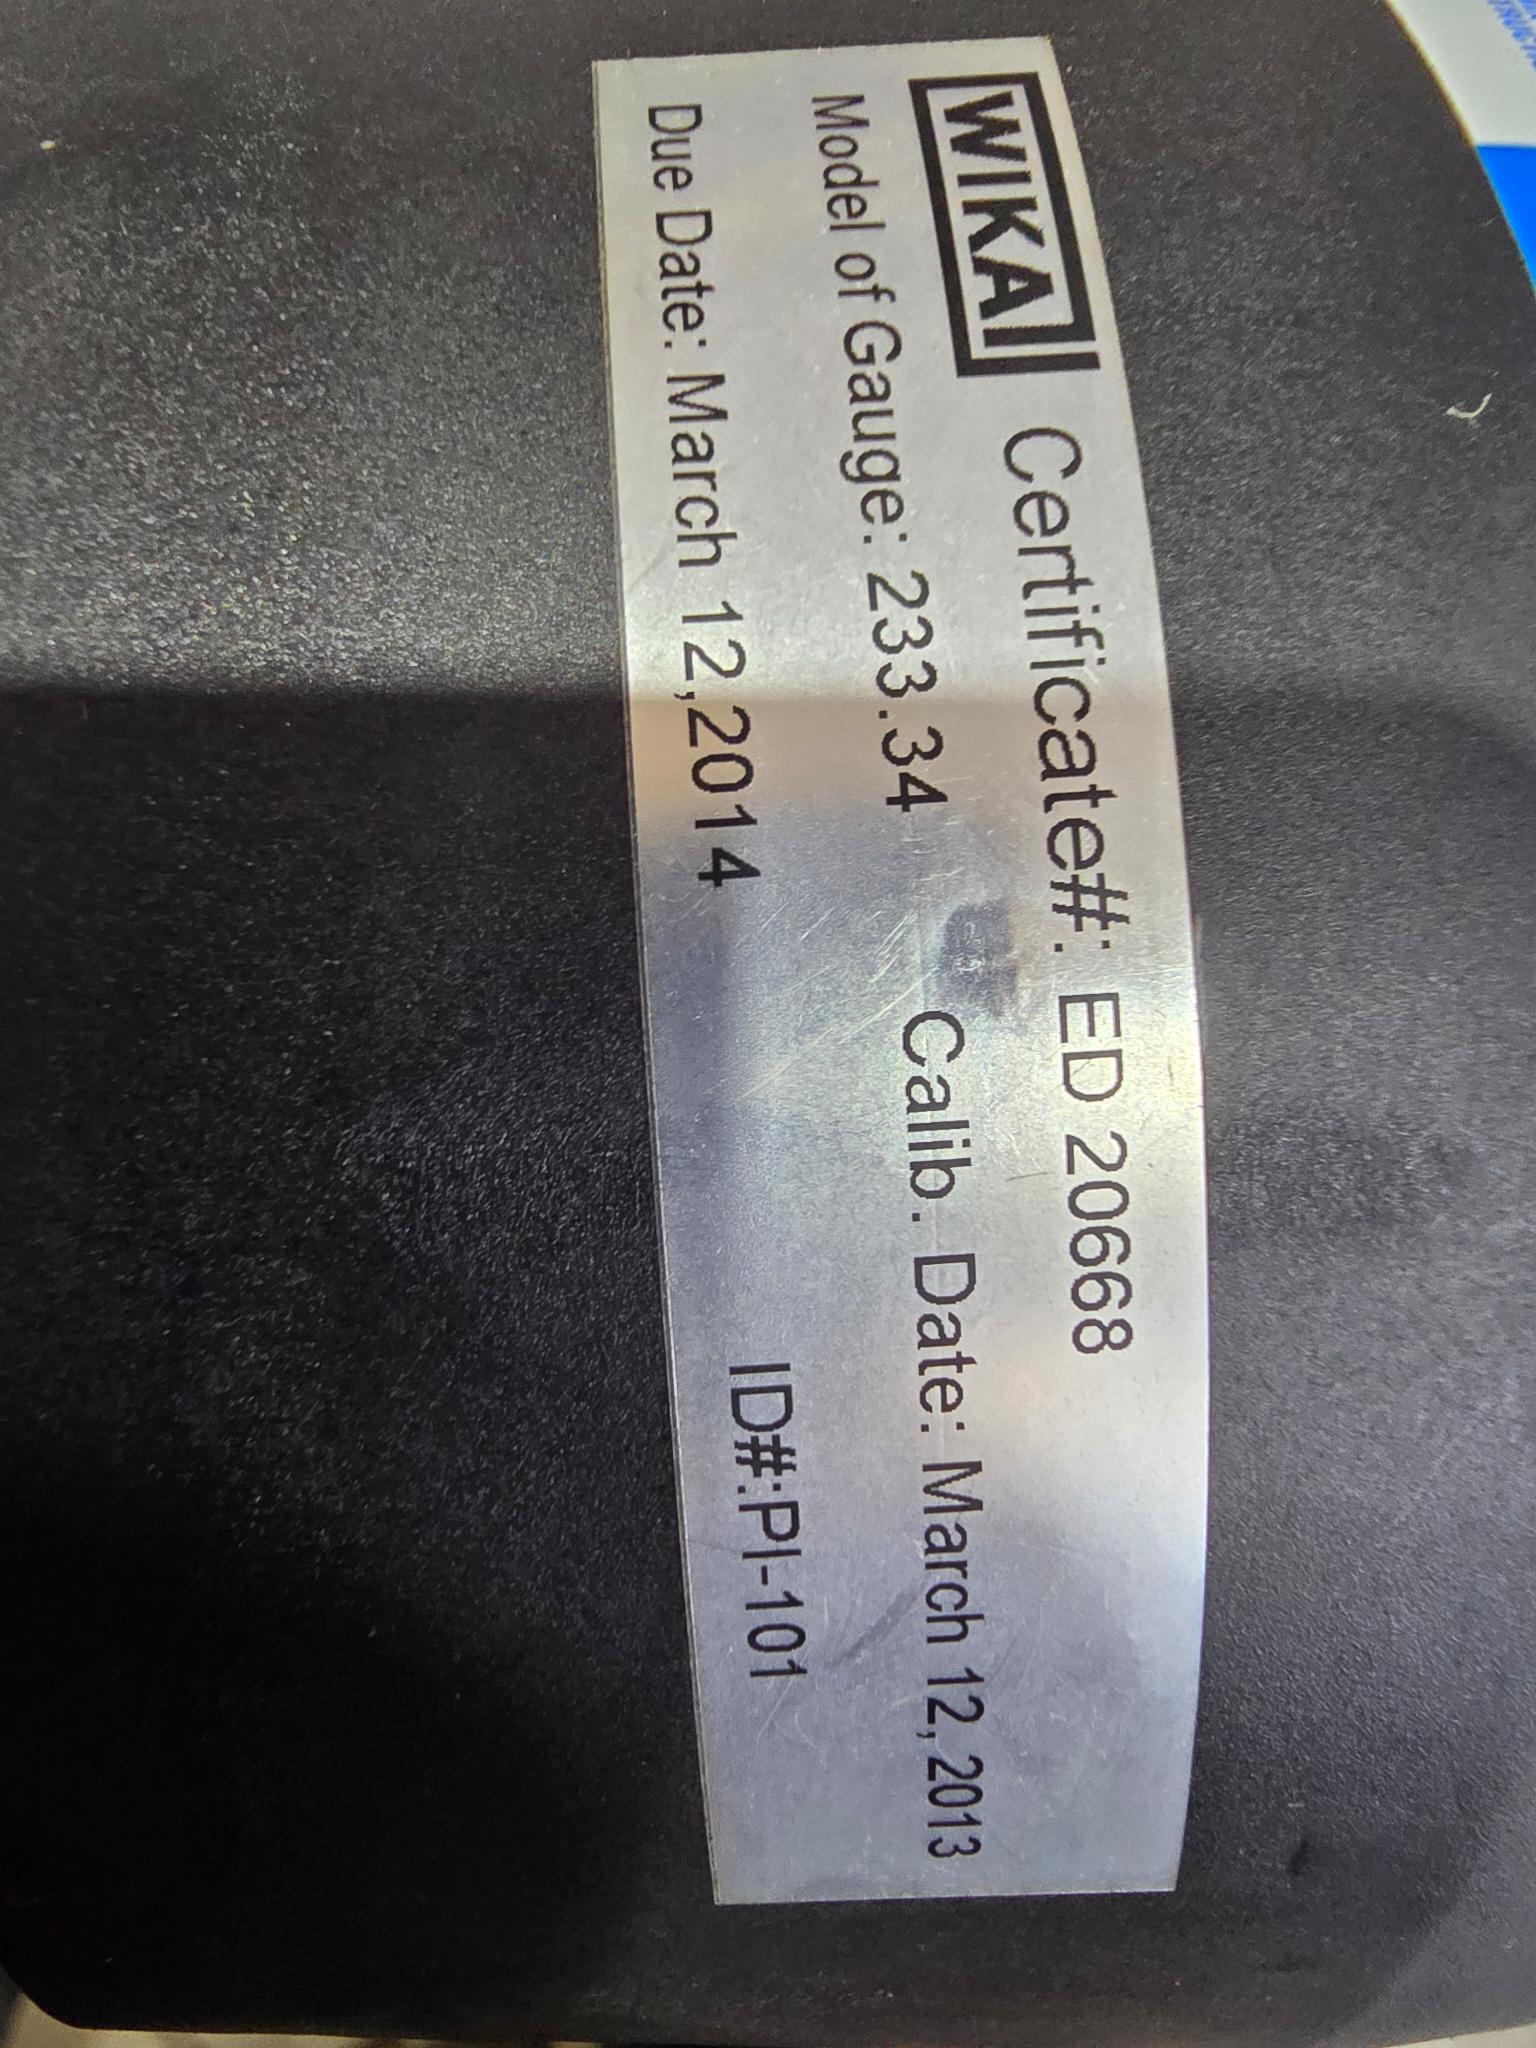 WIKA Certificate#: ED 20668
Model of Gauge: 233.34 Calib. Date: March 12, 2013
Due Date: March 12,2014 ID#:PI-101